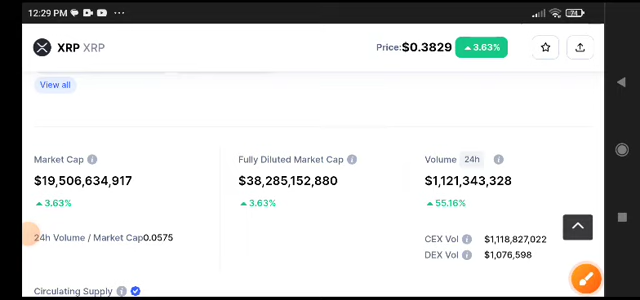 12:29 PM ... 74
XRP XRP Price:$0.3829 3.63%
View all
Market Cap
$19,506,634,917
3.63%
24h Volume / Market Cap0.0575
Fully Diluted Market Cap
$38,285,152,880
3.63%
Volume 24h
$1,121,343,328
55.16%
CEX Vol $1,118,827,022
DEX Vol $1,076,598
Circulating Supply